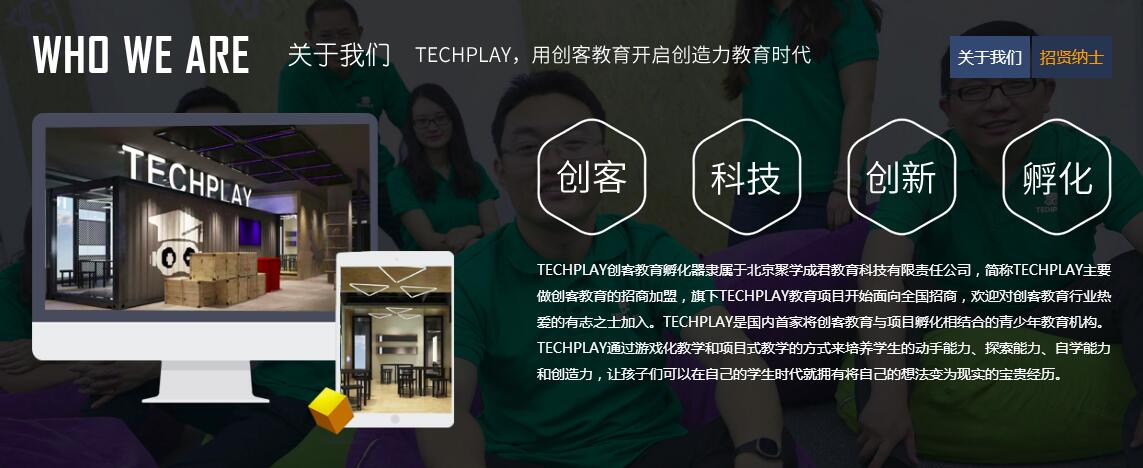 WHO WE ARE 关于我们 TECHPLAY，用创客教育开启创造力教育时代
关于我们 招贤纳士
TECHPLAY
创客 科技 创新 孵化
TECHPLAY创客教育孵化器隶属于北京聚学成君教育科技有限责任公司，简称TECHPLAY主要
做创客教育的招商加盟，旗下TECHPLAY教育项目开始面向全国招商，欢迎对创客教育行业热
爱的有志之士加入。TECHPLAY是国内首家将创客教育与项目孵化相结合的青少年教育机构。
TECHPLAY通过游戏化教学和项目式教学的方式来培养学生的动手能力、探索能力、自学能力
和创造力，让孩子们可以在自己的学生时代就拥有将自己的想法变为现实的宝贵经历。